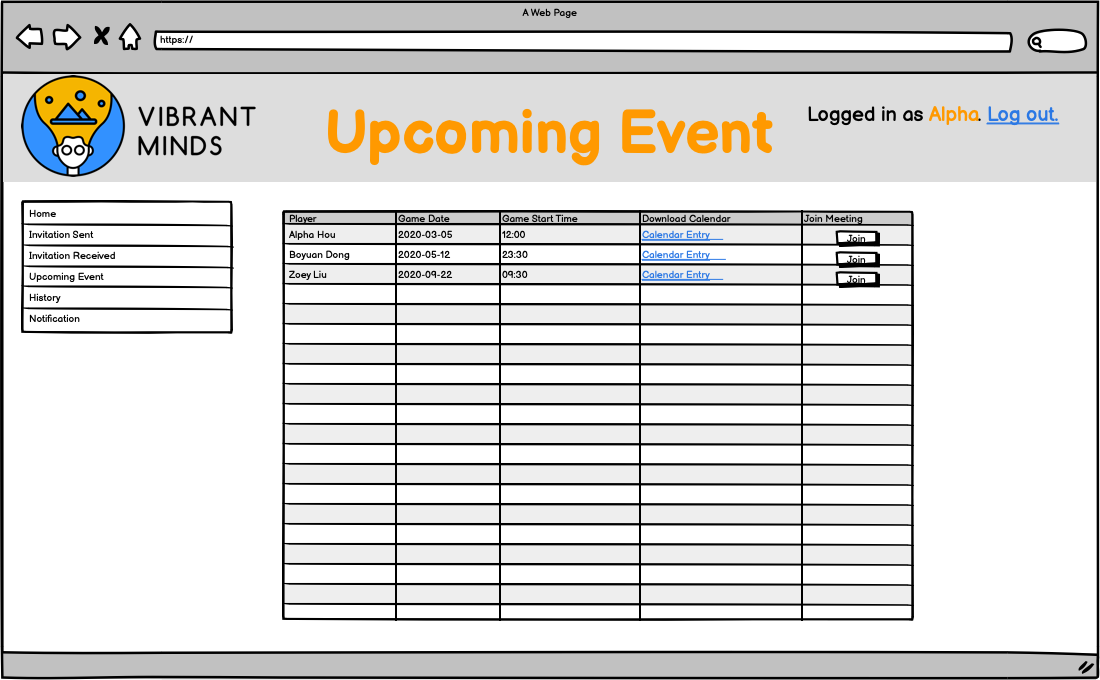 A Web Page
https://
VIBRANT
MINDS
Upcoming Event
Logged in as Alpha. Log out.
Home
Invitation Sent
Invitation Received
Upcoming Event
History
Notification
Player Game Date Game Start Time Download Calendar Join Meeting
Alpha Hou 2020-03-05 12:00 Calendar Entry Join
Boyuan Dong 2020-05-12 23:30 Calendar Entry Join
Zoey Liu 2020-09-22 09:30 Calendar Entry Join